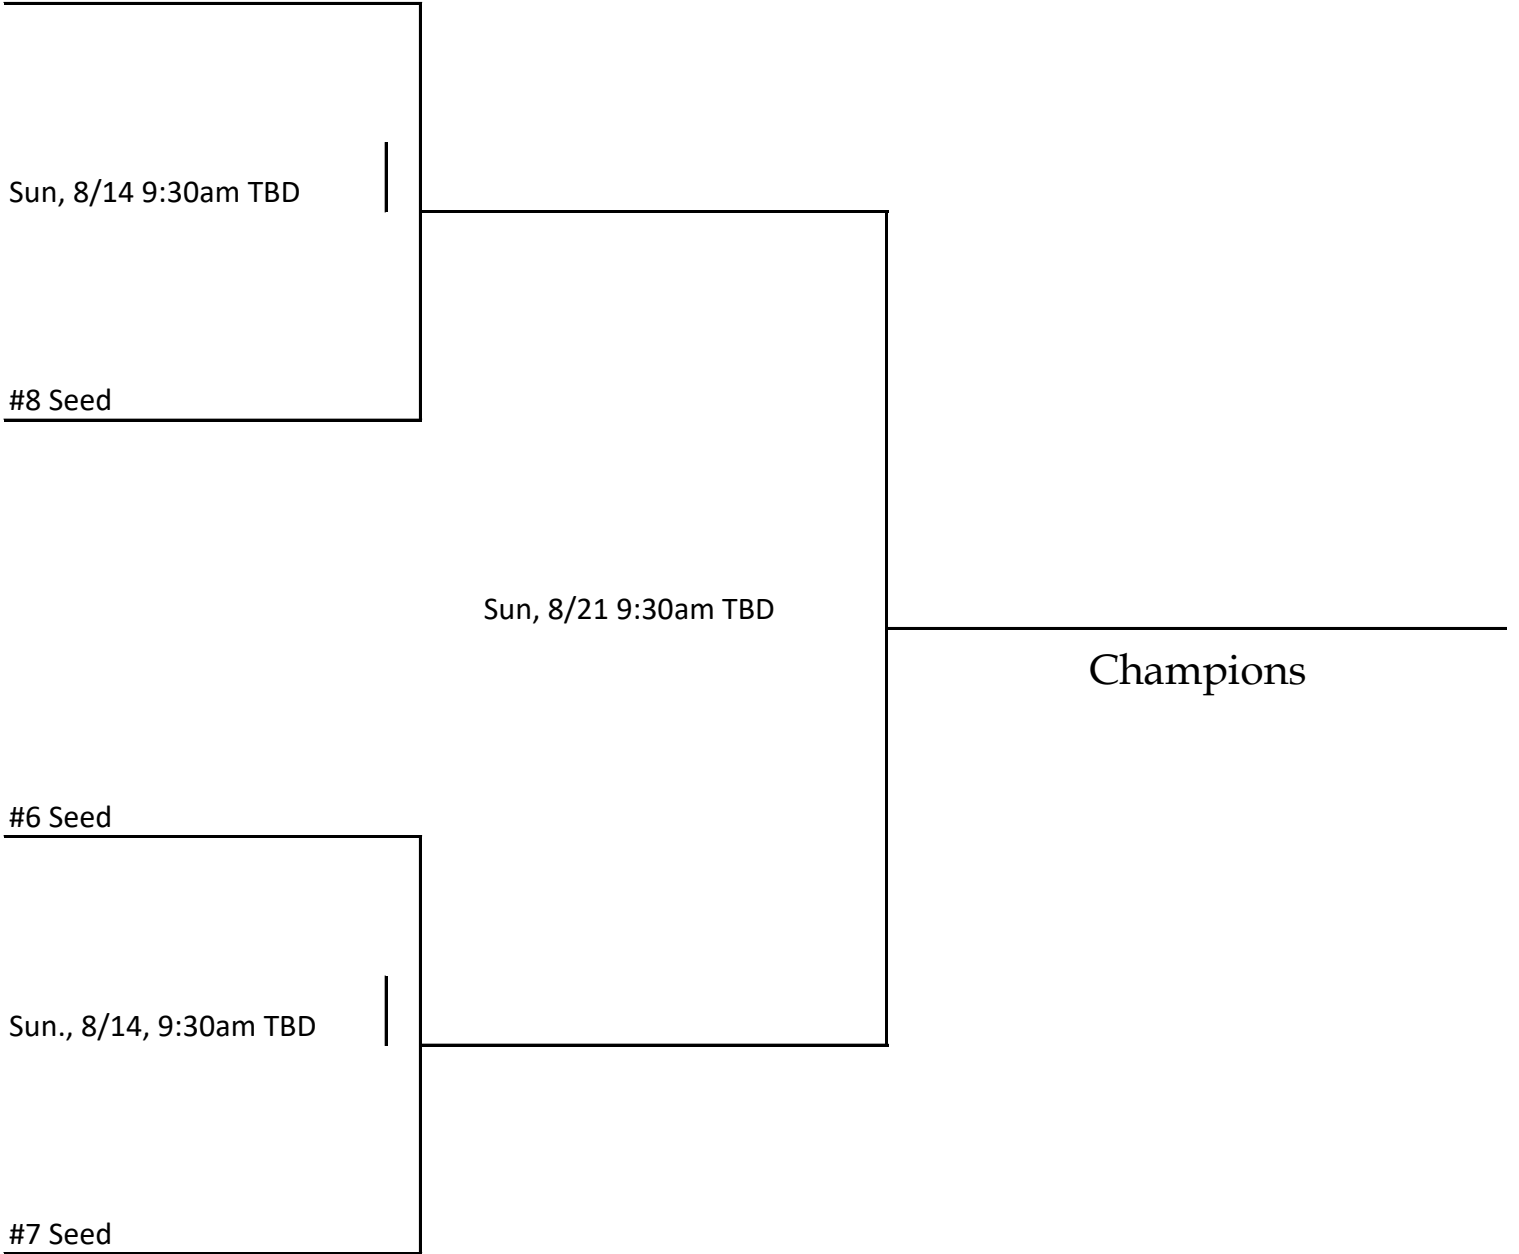 Sun, 8/14 9:30am TBD
#8 Seed
Sun, 8/21 9:30am TBD
Champions
#6 Seed
Sun., 8/14, 9:30am TBD
#7 Seed